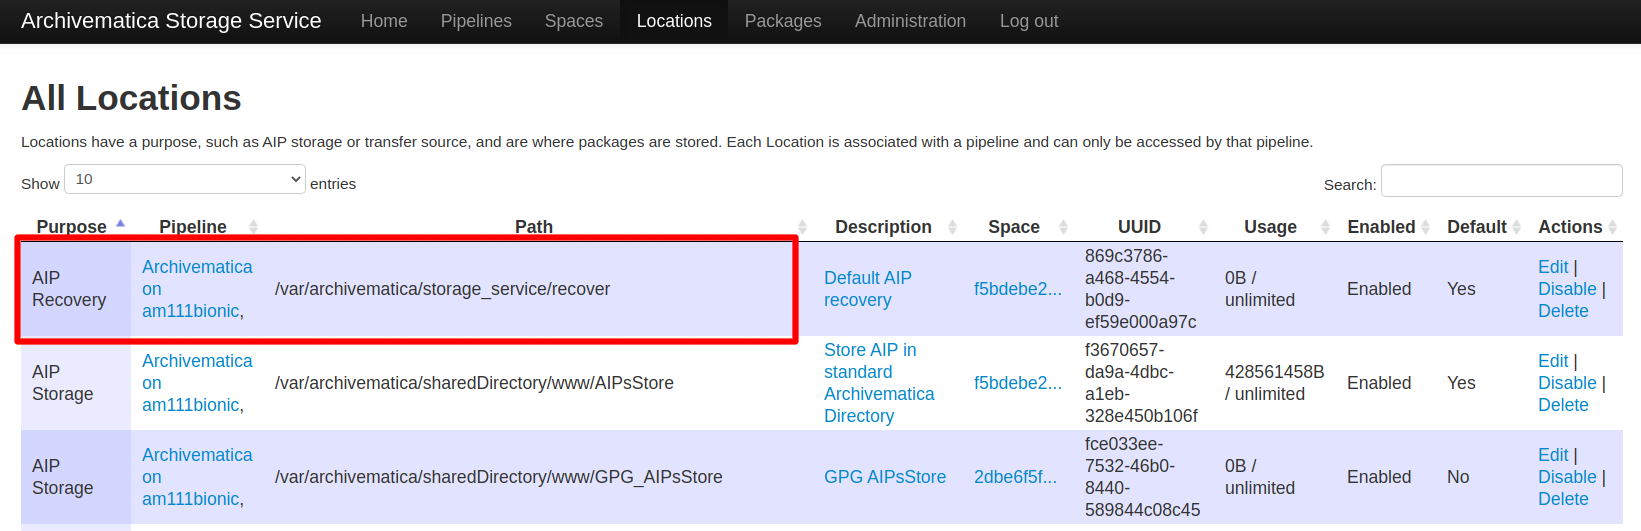 Archivematica Storage Service Home Pipelines Spaces Locations Packages Administration Log out
All Locations
Locations have a purpose, such as AIP storage or transfer source, and are where packages are stored. Each Location is associated with a pipeline and can only be accessed by that pipeline.
Show 10 entries
Search:
Purpose Pipeline Path Description Space UUID Usage Enabled Default Actions
AIP
Recovery
Archivematica
on
am111bionic,
/var/archivematica/storage_service/recover
Default AIP
recovery
f5bdebe2...
869c3786-
a468-4554-
b0d9-
ef59e000a97c
0B /
unlimited
Enabled
Yes
Edit |
Disable |
Delete
AIP
Storage
Archivematica
on
am111bionic,
/var/archivematica/sharedDirectory/www/AIPsStore
Store AIP in
standard
Archivematica
Directory
f5bdebe2...
f3670657-
da9a-4dbc-
a1eb-
328e450b106f
428561458B
/ unlimited
Enabled
Yes
Edit |
Disable |
Delete
AIP
Storage
Archivematica
on
am111bionic,
/var/archivematica/sharedDirectory/www/GPG_AIPsStore
GPG AIPsStore
2dbe6f5f...
fce033ee-
7532-46b0-
8440-
589844c08c45
0B /
unlimited
Enabled
No
Edit |
Disable |
Delete